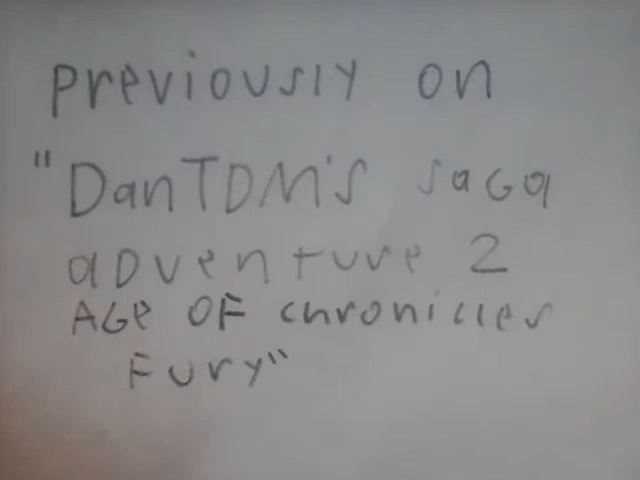 previously on
"DanTDM's saga
adventure 2
AGe OF chronicles
Fury"